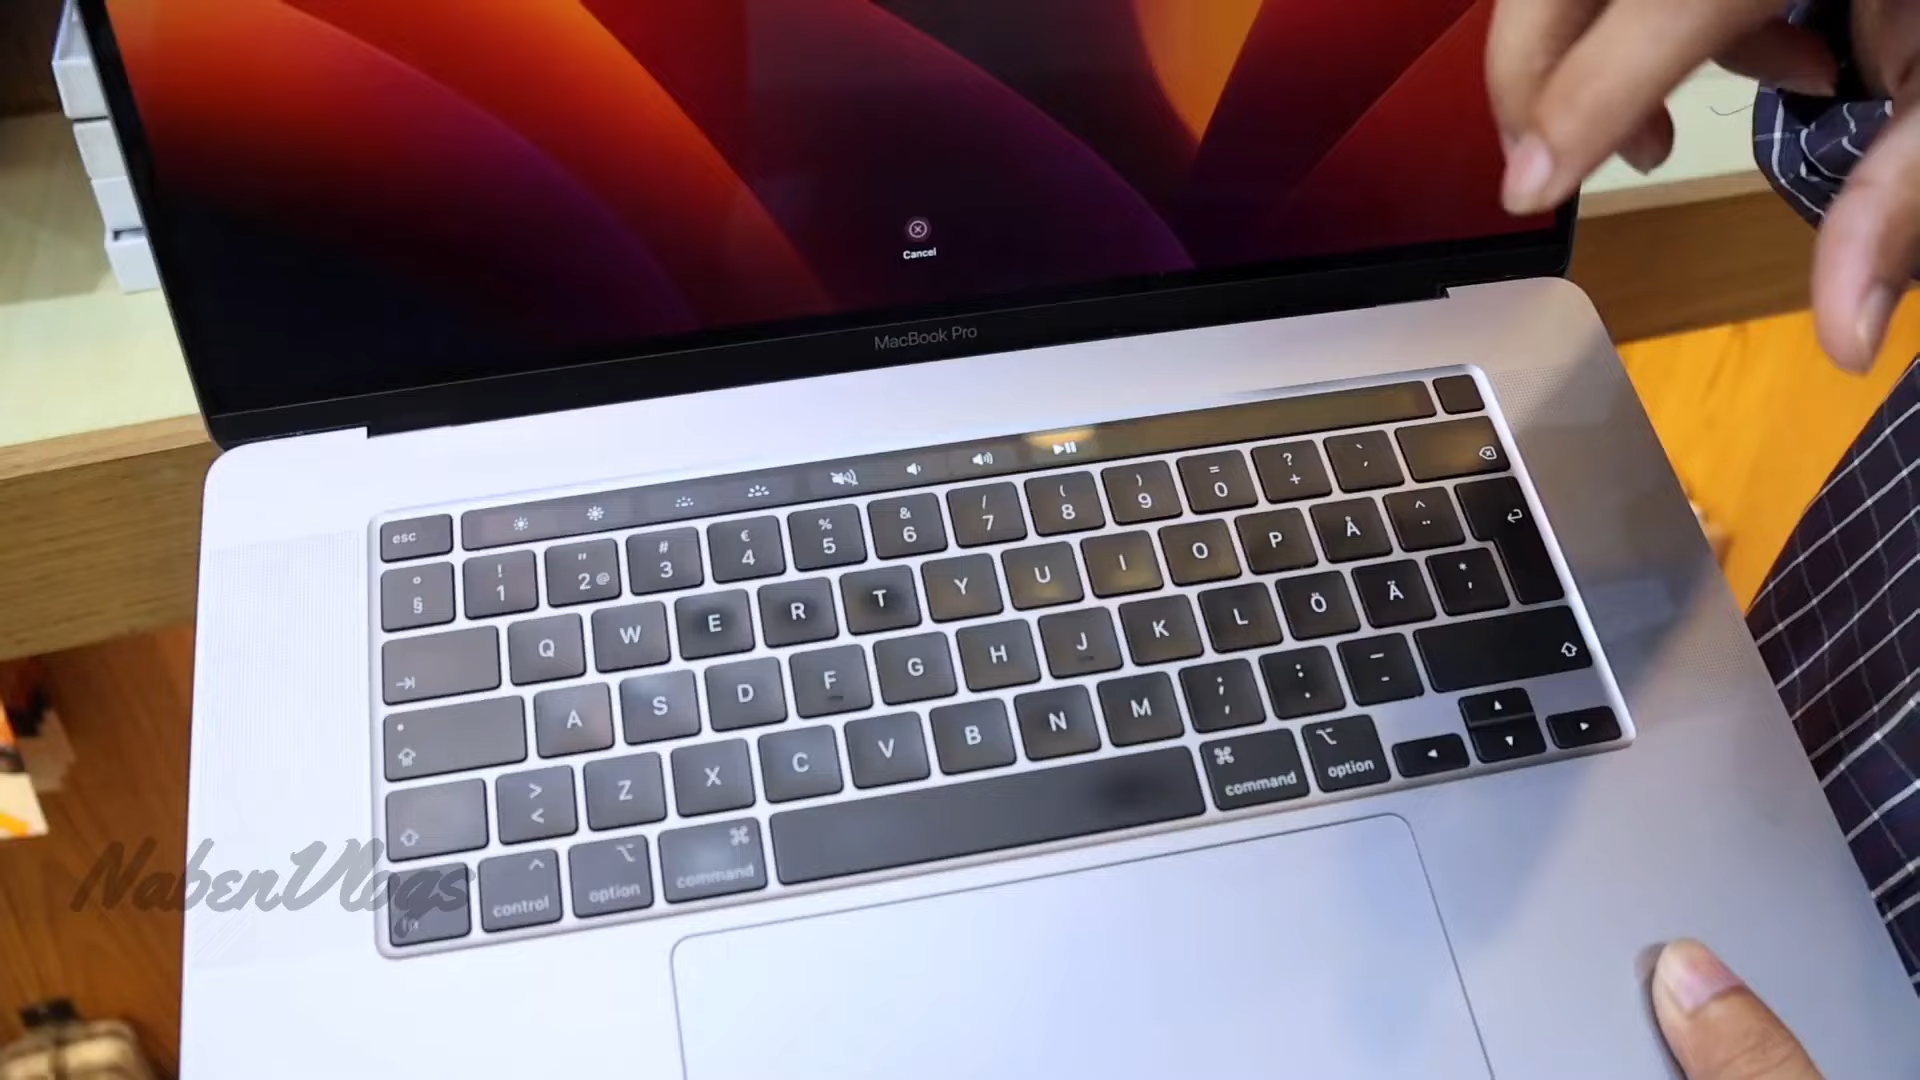 Cancel
MacBook Pro
esc
° ! " # € % & / ( ) = ? `
§ 1 2 @ 3 4 5 6 7 8 9 0 + ´
Q W E R T Y U I O P Å ^ ¨
A S D F G H J K L Ö Ä * '
> < Z X C V B N M ; , : . _ -
fn control option command command option
NabenVlogs